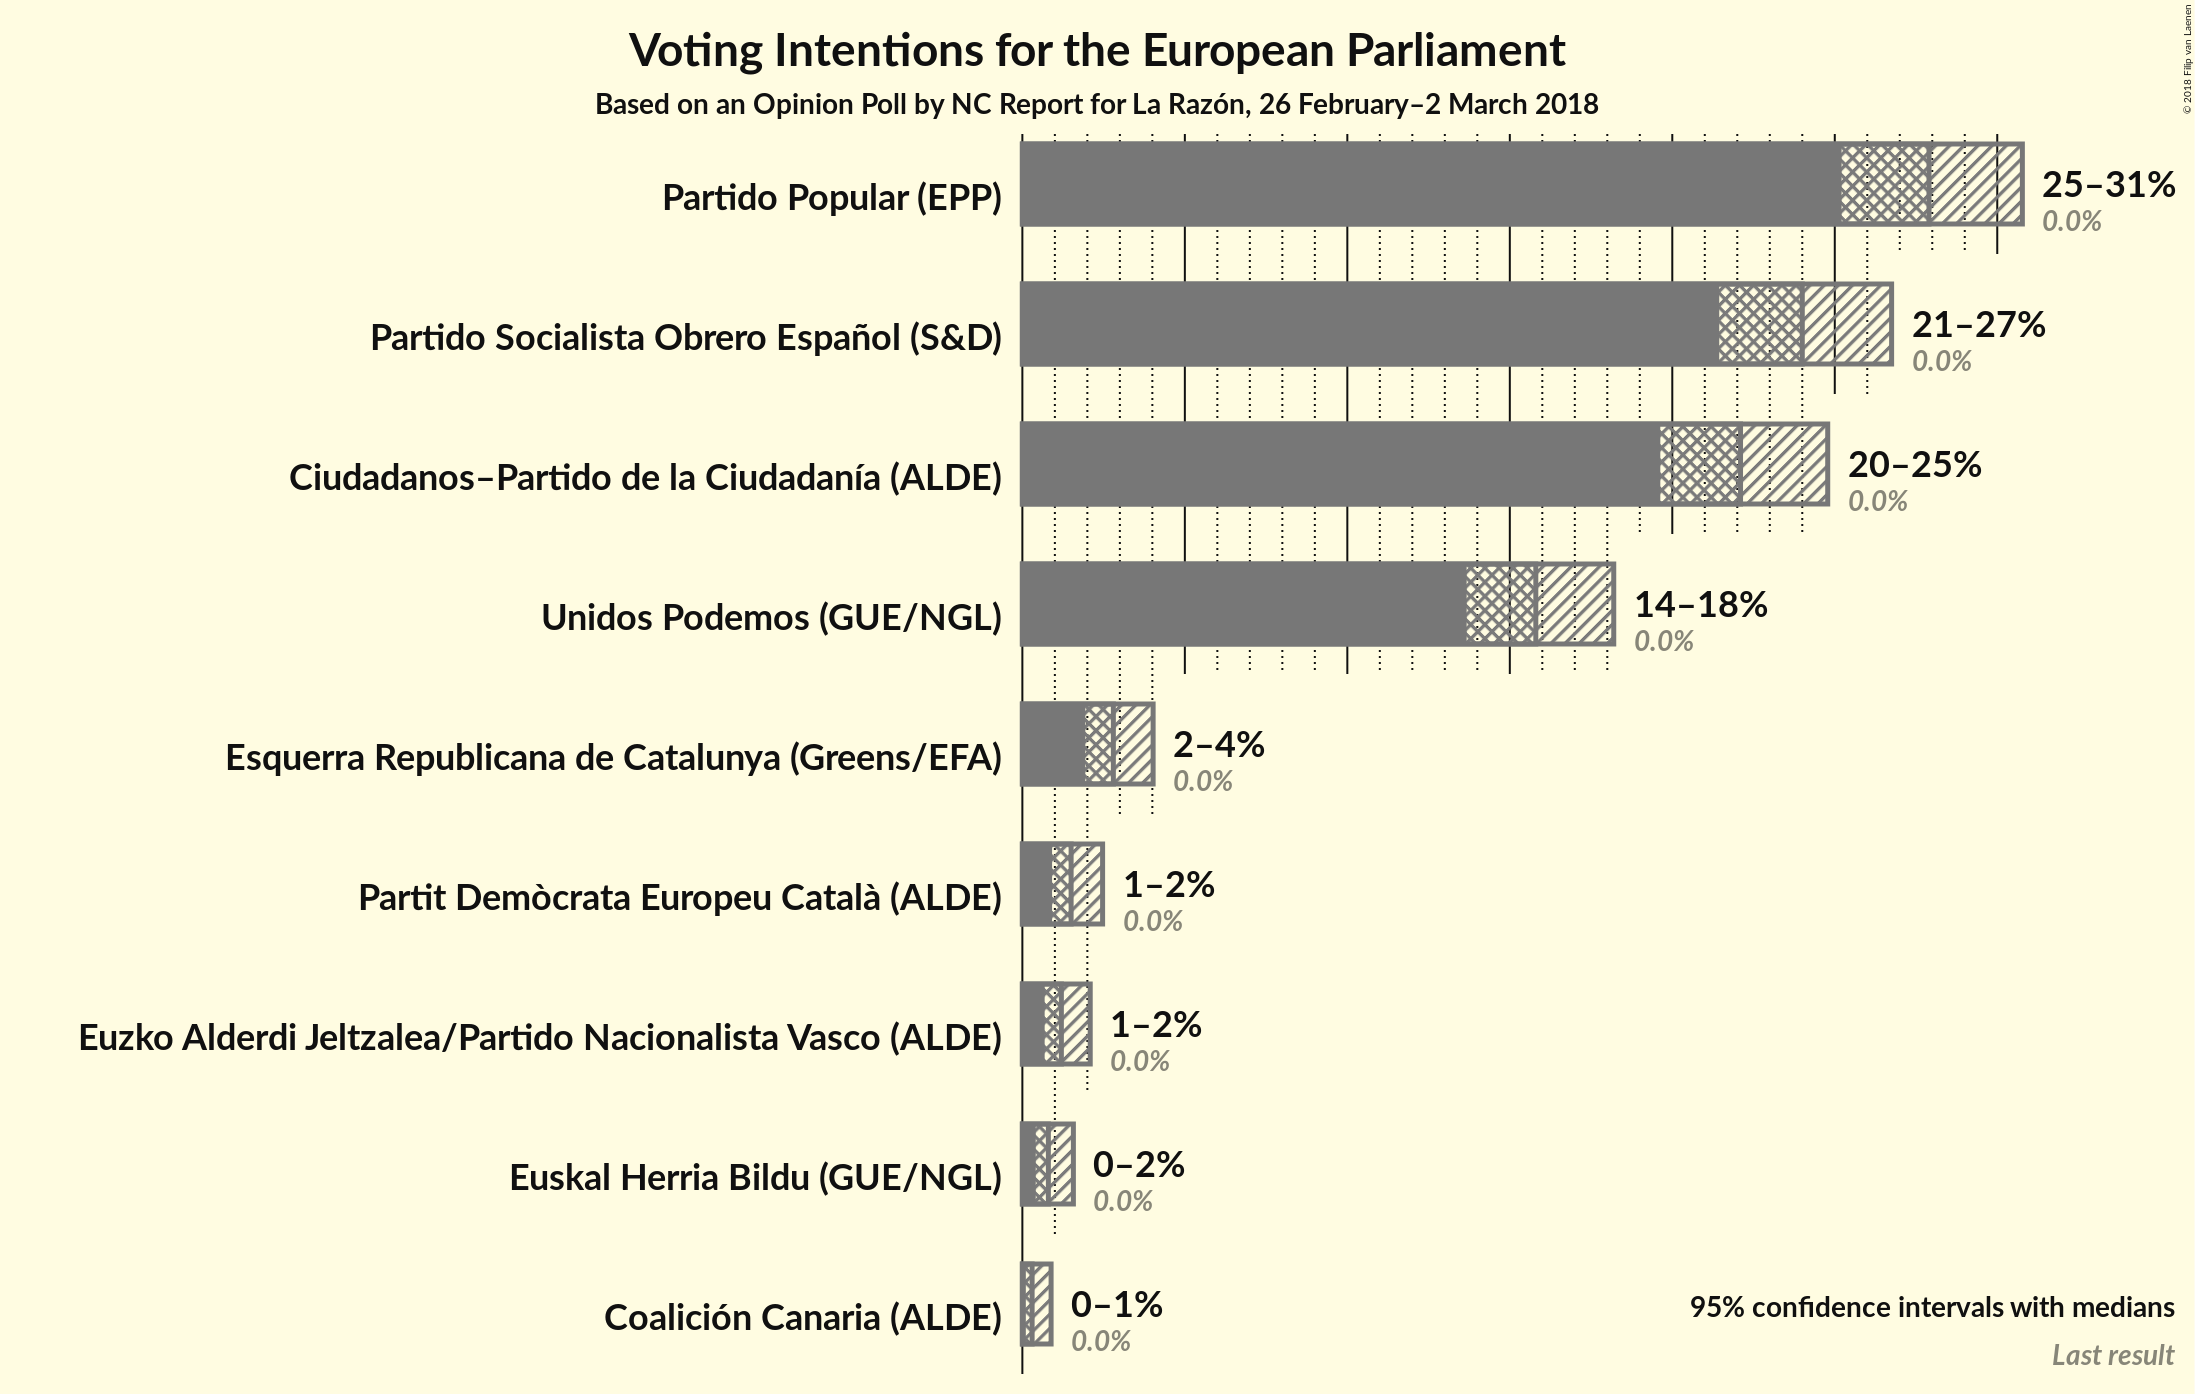 Voting Intentions for the European Parliament
Based on an Opinion Poll by NC Report for La Razón, 26 February–2 March 2018
© 2018 Filip van Laenen
Partido Popular (EPP)
25–31%
0.0%
Partido Socialista Obrero Español (S&D)
21–27%
0.0%
Ciudadanos–Partido de la Ciudadanía (ALDE)
20–25%
0.0%
Unidos Podemos (GUE/NGL)
14–18%
0.0%
Esquerra Republicana de Catalunya (Greens/EFA)
2–4%
0.0%
Partit Demòcrata Europeu Català (ALDE)
1–2%
0.0%
Euzko Alderdi Jeltzalea/Partido Nacionalista Vasco (ALDE)
1–2%
0.0%
Euskal Herria Bildu (GUE/NGL)
0–2%
0.0%
Coalición Canaria (ALDE)
0–1%
0.0%
95% confidence intervals with medians
Last result